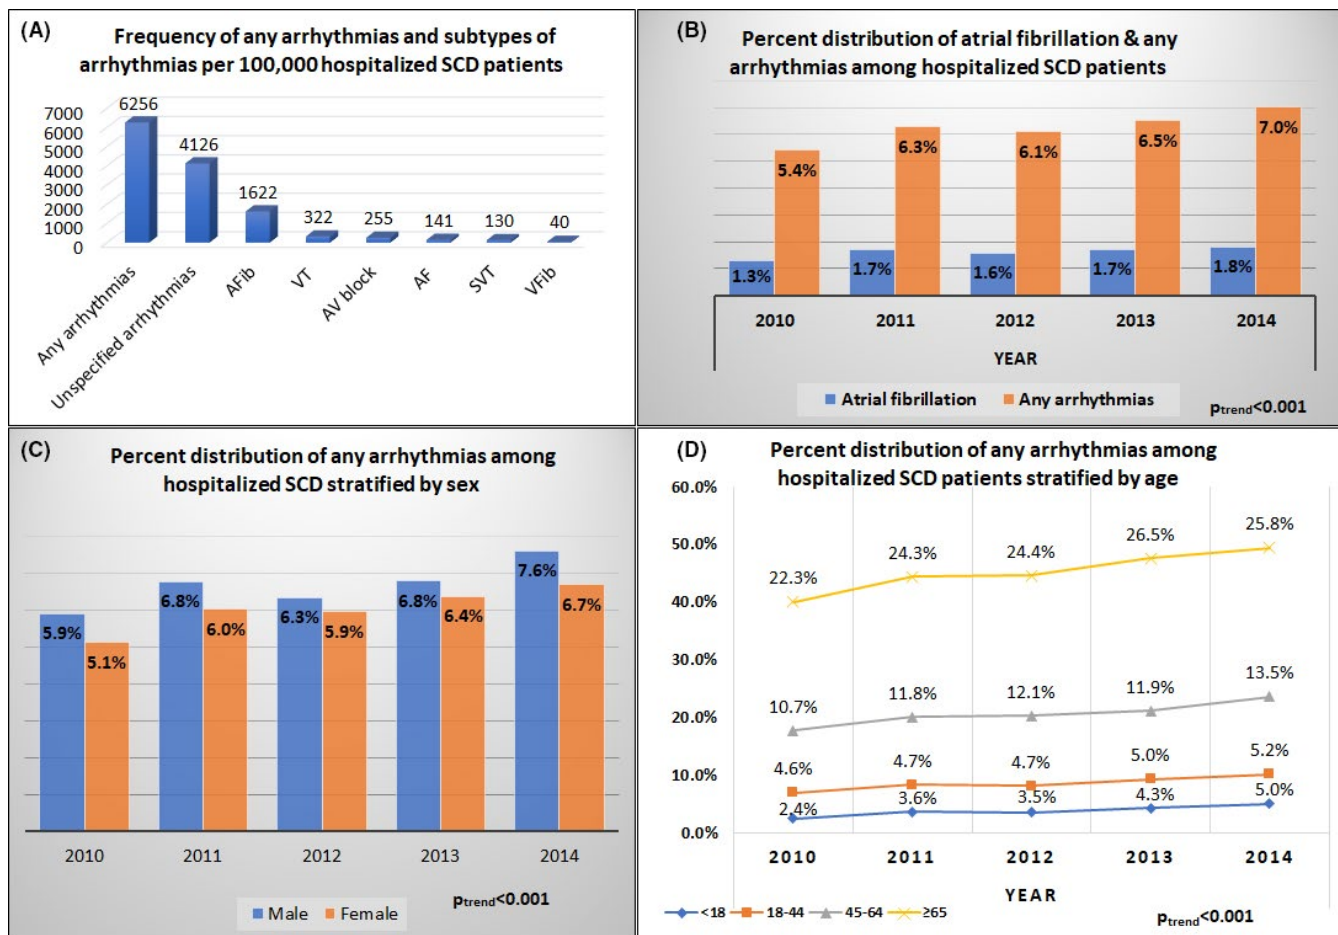 (A)
Frequency of any arrhythmias and subtypes of
arrhythmias per 100,000 hospitalized SCD patients
7000
6000
5000
4000
3000
2000
1000
0
6256
4126
1622
322
255
141
130
40
Any arrhythmias
Unspecified arrhythmias
AFib
VT
AV block
AF
SVT
VFib
(B)
Percent distribution of atrial fibrillation & any
arrhythmias among hospitalized SCD patients
5.4%
6.3%
6.1%
6.5%
7.0%
1.3%
1.7%
1.6%
1.7%
1.8%
2010 2011 2012 2013 2014
YEAR
Atrial fibrillation Any arrhythmias
ptrend<0.001
(C)
Percent distribution of any arrhythmias among
hospitalized SCD stratified by sex
5.9%
5.1%
6.8%
6.0%
6.3%
5.9%
6.8%
6.4%
7.6%
6.7%
2010 2011 2012 2013 2014
Male Female
ptrend<0.001
(D)
Percent distribution of any arrhythmias among
hospitalized SCD patients stratified by age
60.0%
50.0%
40.0%
30.0%
20.0%
10.0%
0.0%
22.3% 24.3% 24.4% 26.5% 25.8%
10.7% 11.8% 12.1% 11.9% 13.5%
4.6% 4.7% 4.7% 5.0% 5.2%
2.4% 3.6% 3.5% 4.3% 5.0%
2010 2011 2012 2013 2014
YEAR
<18 18-44 45-64 ≥65
ptrend<0.001